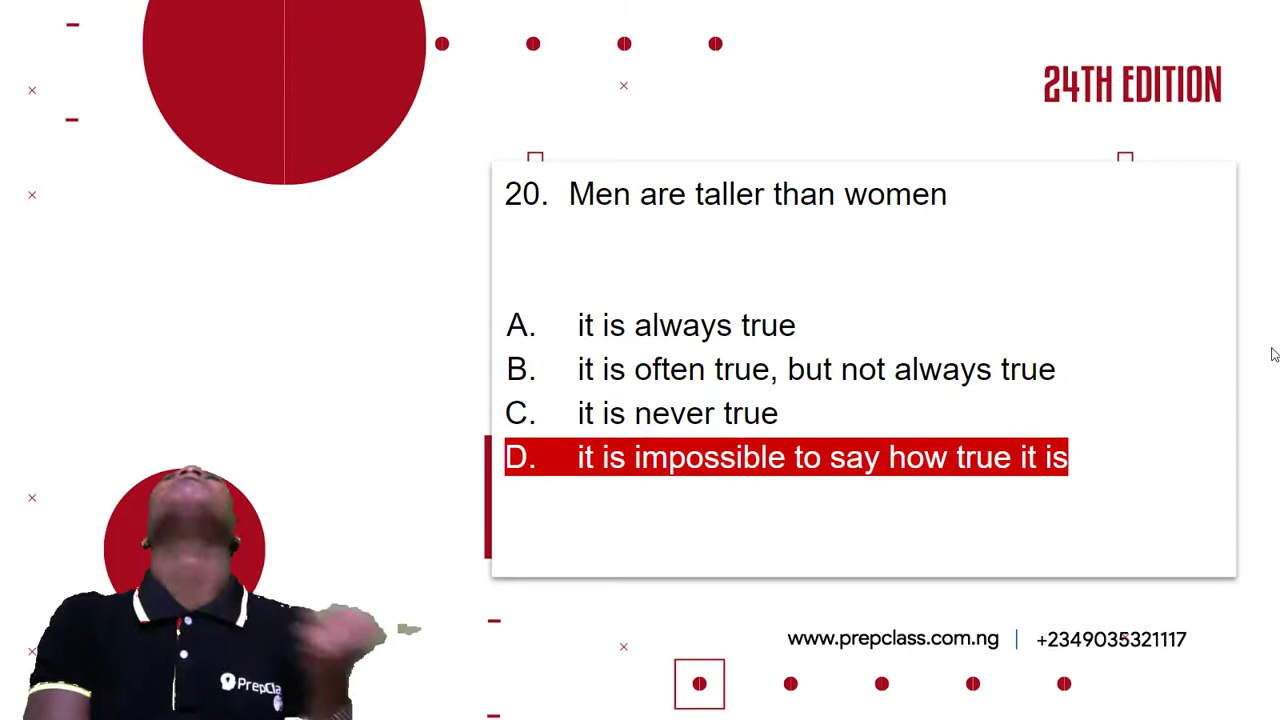 24TH EDITION
20. Men are taller than women
A. it is always true
B. it is often true, but not always true
C. it is never true
D. it is impossible to say how true it is
www.prepclass.com.ng | +2349035321117
PrepCla